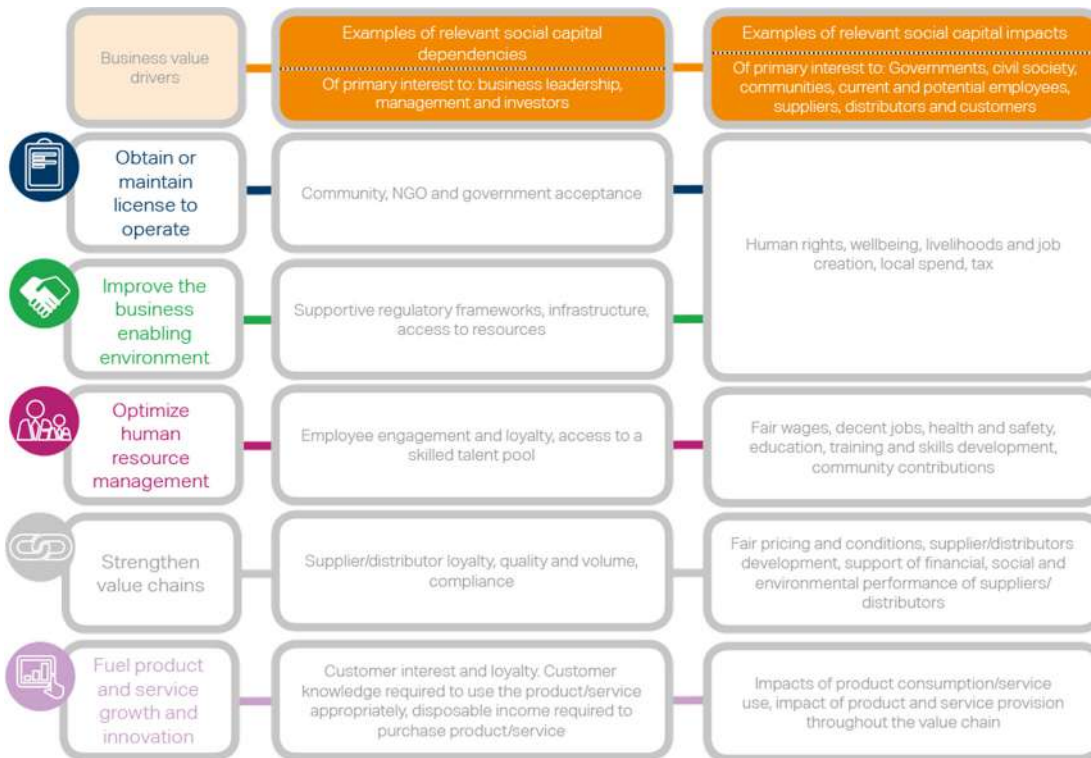 Business value
drivers
Examples of relevant social capital
dependencies
Of primary interest to: business leadership,
management and investors
Examples of relevant social capital impacts
Of primary interest to: Governments, civil society,
communities, current and potential employees,
suppliers, distributors and customers
Obtain or
maintain
license to
operate
Community, NGO and government acceptance
Human rights, wellbeing, livelihoods and job
creation, local spend, tax
Improve the
business
enabling
environment
Supportive regulatory frameworks, infrastructure,
access to resources
Optimize
human
resource
management
Employee engagement and loyalty, access to a
skilled talent pool
Fair wages, decent jobs, health and safety,
education, training and skills development,
community contributions
Strengthen
value chains
Supplier/distributor loyalty, quality and volume,
compliance
Fair pricing and conditions, supplier/distributors
development, support of financial, social and
environmental performance of suppliers/
distributors
Fuel product
and service
growth and
innovation
Customer interest and loyalty. Customer
knowledge required to use the product/service
appropriately, disposable income required to
purchase product/service
Impacts of product consumption/service
use, impact of product and service provision
throughout the value chain